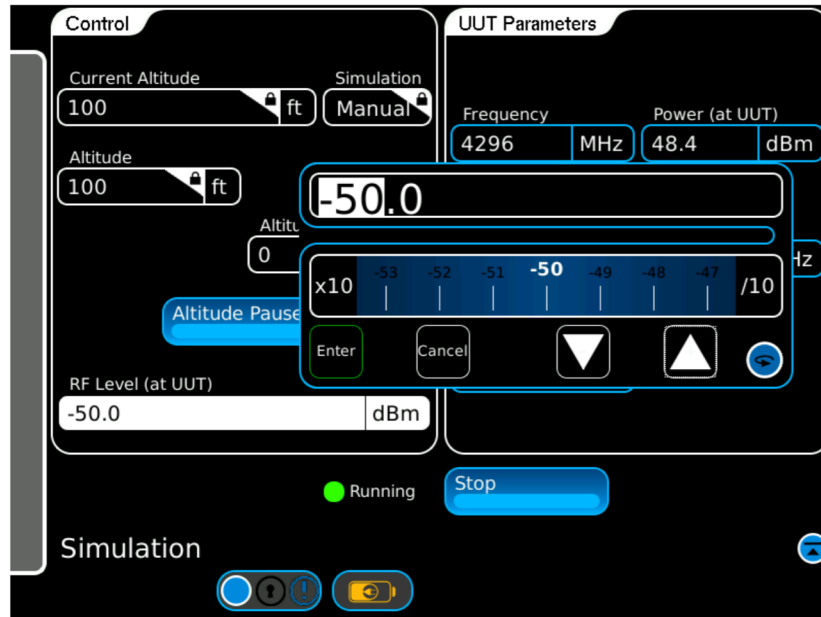 Control
UUT Parameters
Current Altitude
Simulation
100 ft
Manual
Frequency
Power (at UUT)
4296 MHz
48.4 dBm
Altitude
100 ft
-50.0
0
x10 -53 -52 -51 -50 -49 -48 -47 /10
Altitude Pause
Enter
Cancel
RF Level (at UUT)
-50.0 dBm
Running
Stop
Simulation